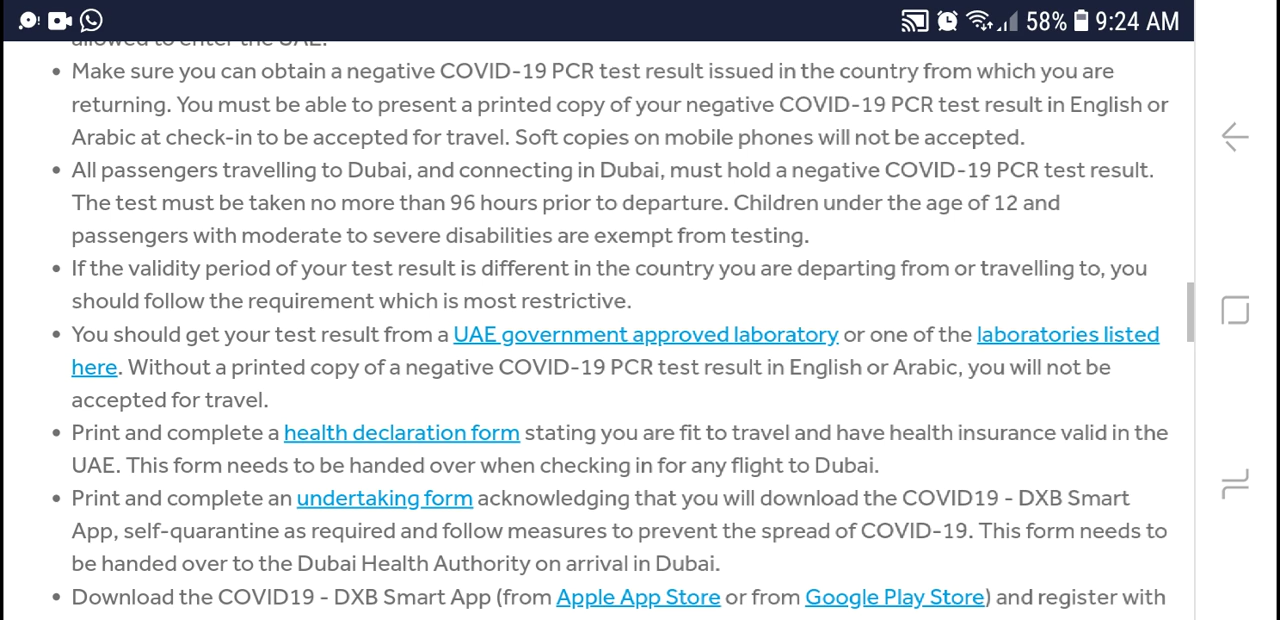 58% 9:24 AM
allowed to enter the UAE.
• Make sure you can obtain a negative COVID-19 PCR test result issued in the country from which you are
returning. You must be able to present a printed copy of your negative COVID-19 PCR test result in English or
Arabic at check-in to be accepted for travel. Soft copies on mobile phones will not be accepted.
• All passengers travelling to Dubai, and connecting in Dubai, must hold a negative COVID-19 PCR test result.
The test must be taken no more than 96 hours prior to departure. Children under the age of 12 and
passengers with moderate to severe disabilities are exempt from testing.
• If the validity period of your test result is different in the country you are departing from or travelling to, you
should follow the requirement which is most restrictive.
• You should get your test result from a UAE government approved laboratory or one of the laboratories listed
here. Without a printed copy of a negative COVID-19 PCR test result in English or Arabic, you will not be
accepted for travel.
• Print and complete a health declaration form stating you are fit to travel and have health insurance valid in the
UAE. This form needs to be handed over when checking in for any flight to Dubai.
• Print and complete an undertaking form acknowledging that you will download the COVID19 - DXB Smart
App, self-quarantine as required and follow measures to prevent the spread of COVID-19. This form needs to
be handed over to the Dubai Health Authority on arrival in Dubai.
• Download the COVID19 - DXB Smart App (from Apple App Store or from Google Play Store) and register with